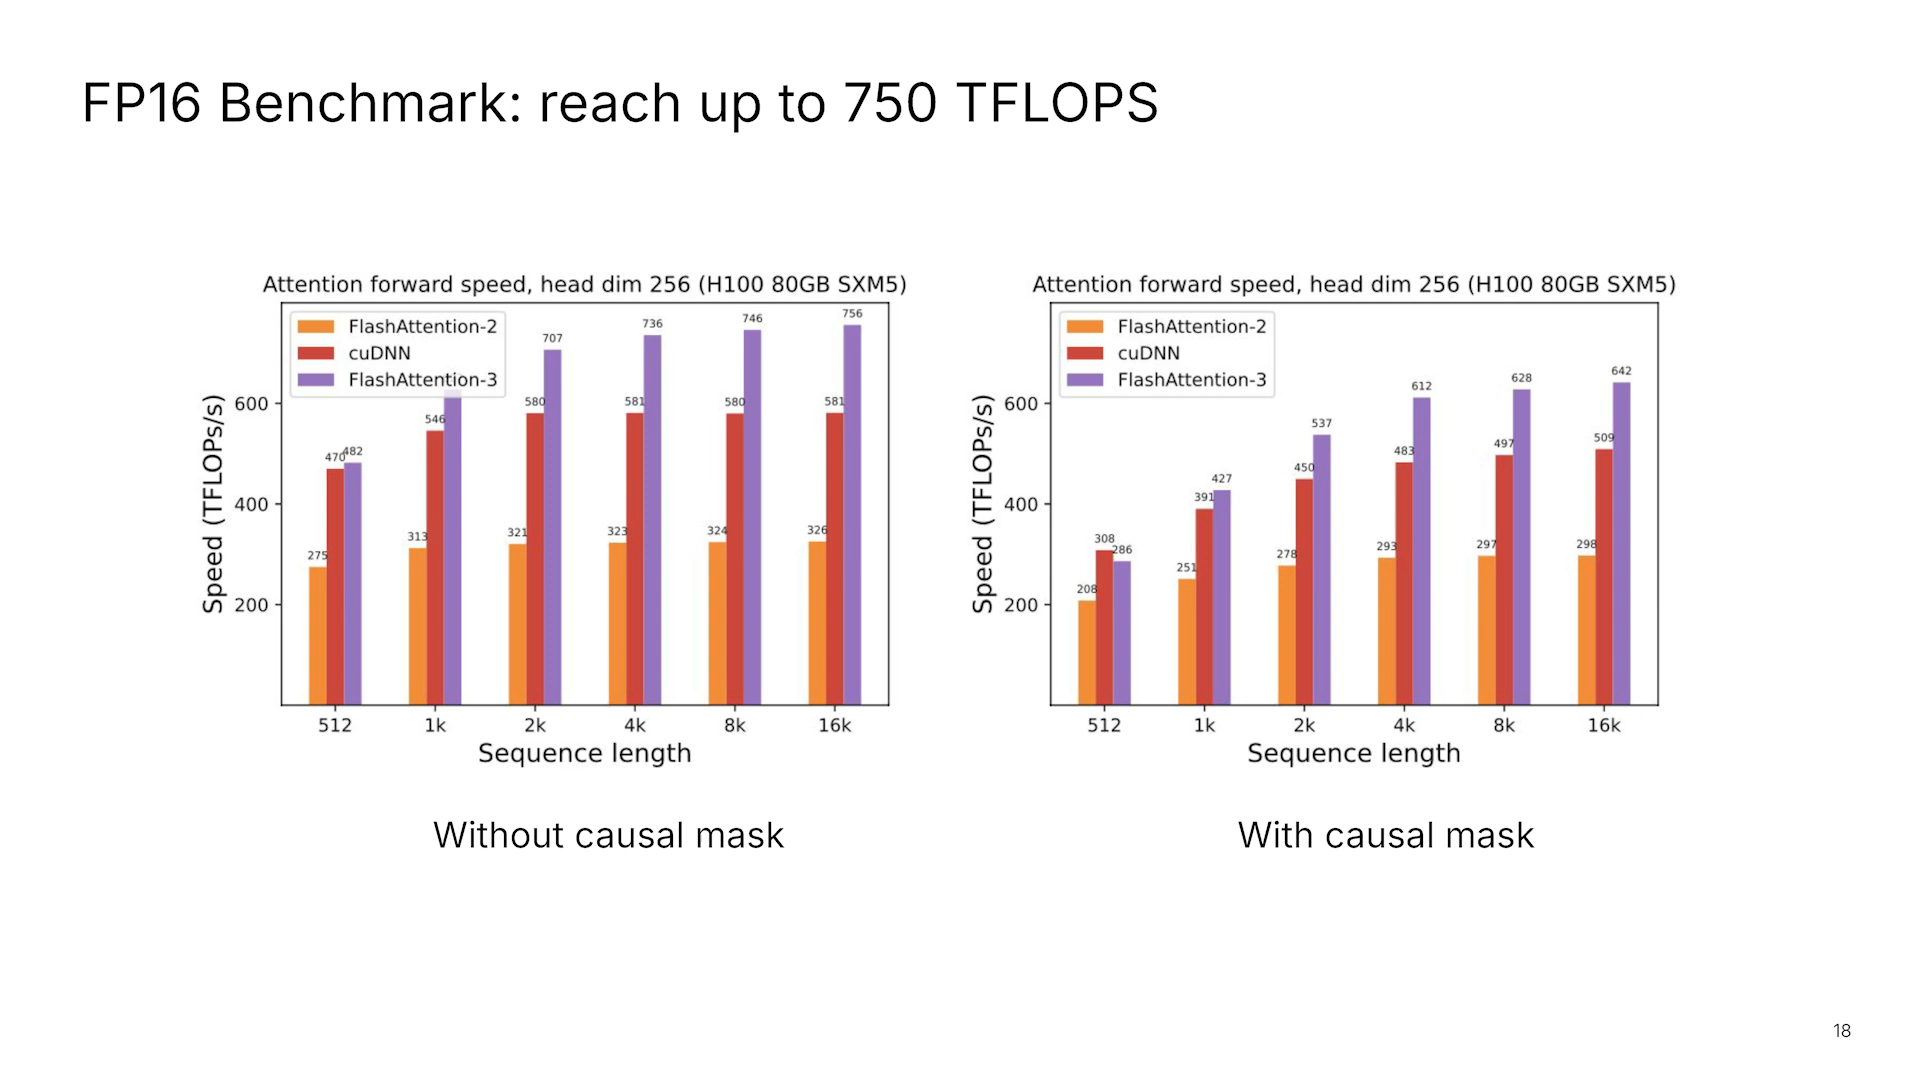 FP16 Benchmark: reach up to 750 TFLOPS
Attention forward speed, head dim 256 (H100 80GB SXM5)
FlashAttention-2
cuDNN
FlashAttention-3
Speed (TFLOPs/s)
600
400
200
275
470
482
313
546
321
580
707
323
581
736
324
580
746
326
581
756
512 1k 2k 4k 8k 16k
Sequence length
Without causal mask
Attention forward speed, head dim 256 (H100 80GB SXM5)
FlashAttention-2
cuDNN
FlashAttention-3
Speed (TFLOPs/s)
600
400
200
208
308
286
251
391
427
278
450
537
293
483
612
297
497
628
298
509
642
512 1k 2k 4k 8k 16k
Sequence length
With causal mask
18